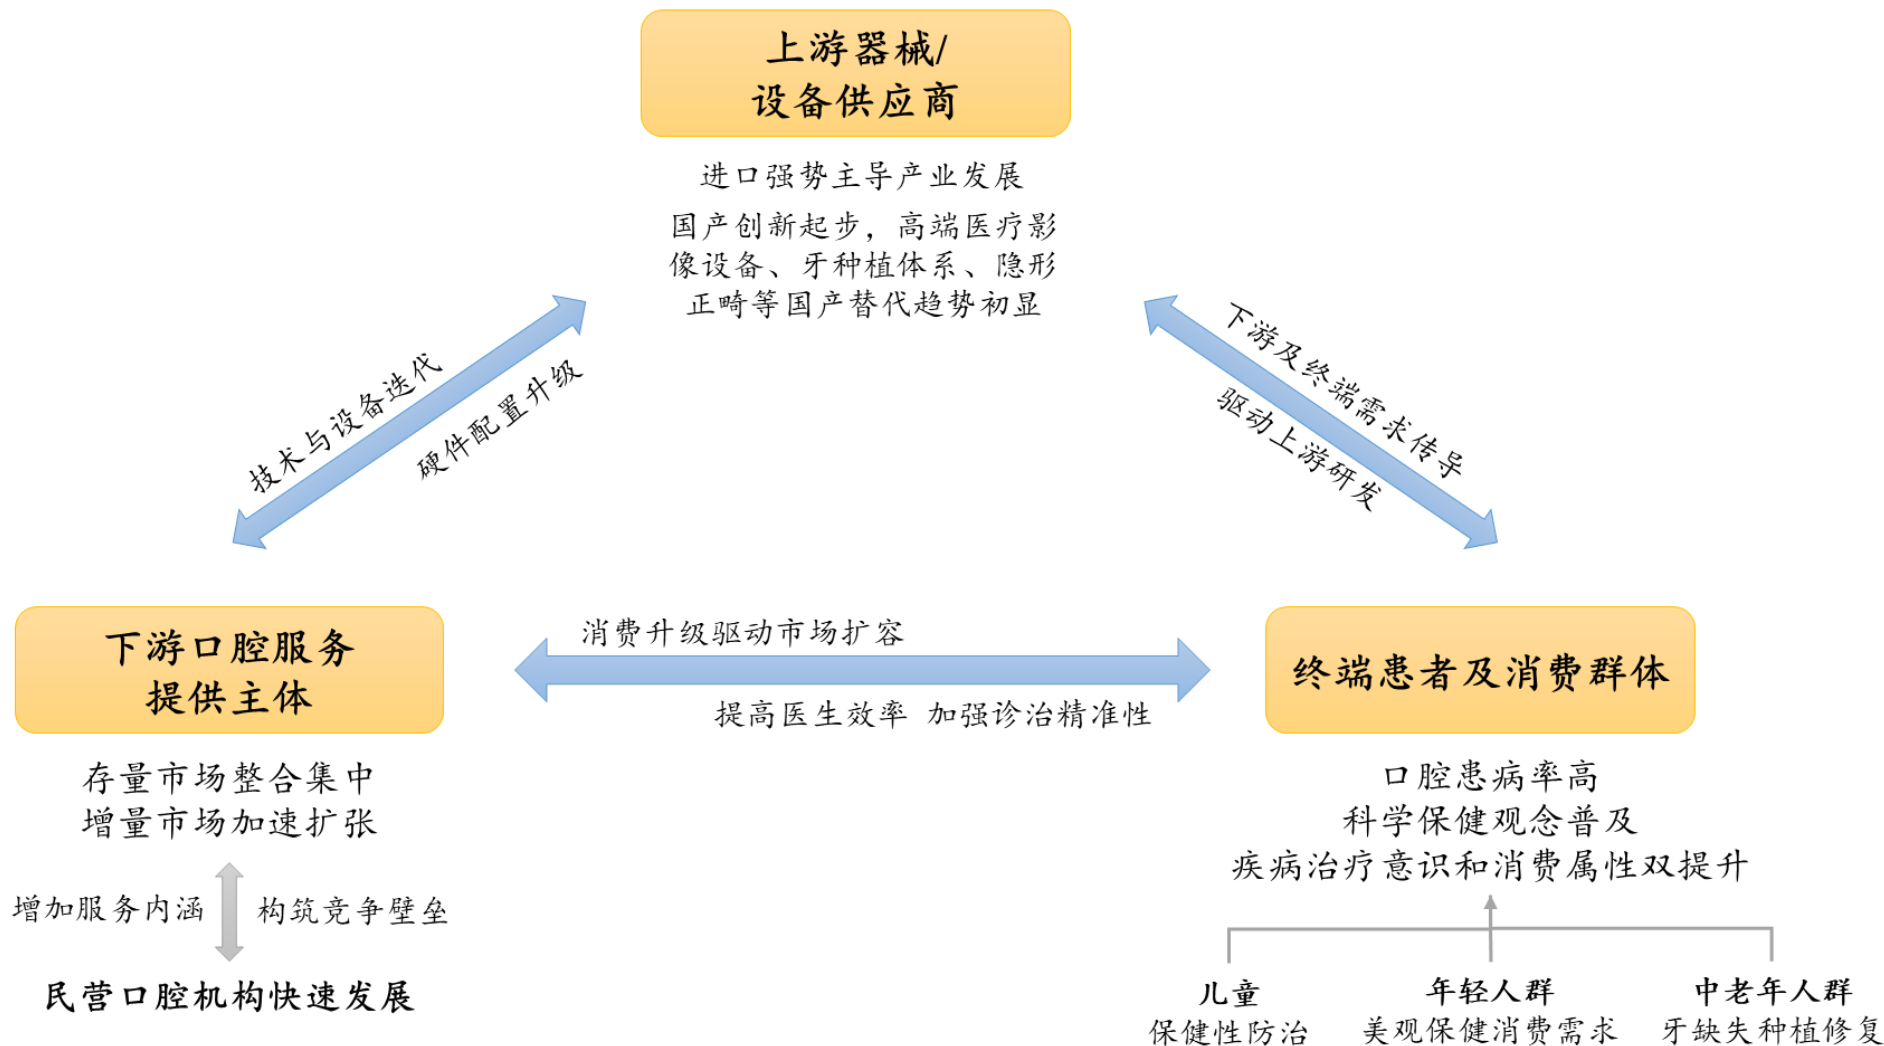 上游器械/
设备供应商
进口强势主导产业发展
国产创新起步，高端医疗影
像设备、牙种植体系、隐形
正畸等国产替代趋势初显
技术与设备迭代
硬件配置升级
下游及终端需求传导
驱动上游研发
下游口腔服务
提供主体
消费升级驱动市场扩容
提高医生效率 加强诊治精准性
终端患者及消费群体
存量市场整合集中
增量市场加速扩张
增加服务内涵
构筑竞争壁垒
民营口腔机构快速发展
口腔患病率高
科学保健观念普及
疾病治疗意识和消费属性双提升
儿童
保健性防治
年轻人群
美观保健消费需求
中老年人群
牙缺失种植修复